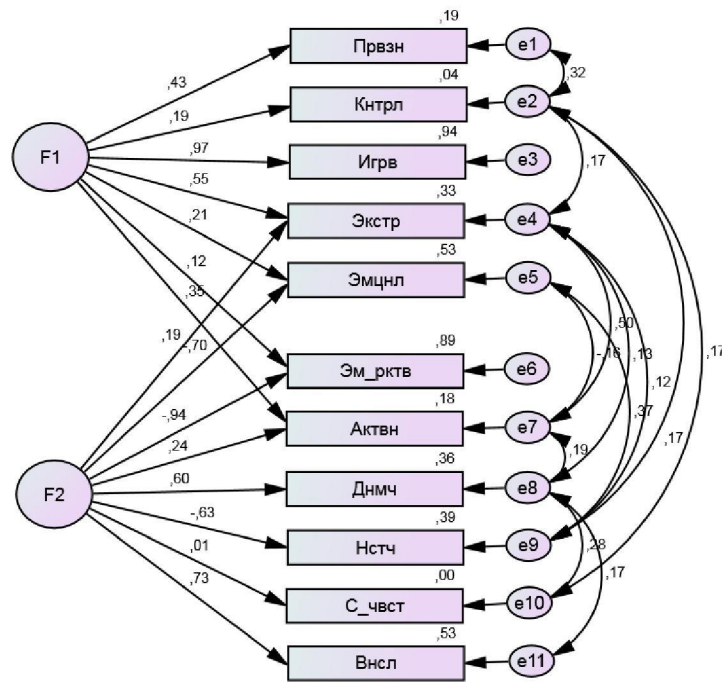 ,19
Првзн
e1
,43
,32
,04
Кнтрл
e2
,19
,94
F1
,97
Игрв
e3
,17
,55
,33
Экстр
e4
,21
,53
Эмцнл
e5
,12
,35
,50
,19
-,70
,89
-,16
,13
,17
Эм_рктв
e6
,12
-,94
,18
,37
,24
Актвн
e7
,17
,36
,19
F2
,60
Днмч
e8
-,63
,39
Нстч
e9
,28
,01
,00
,17
С_чвст
e10
,73
,53
Внсл
e11